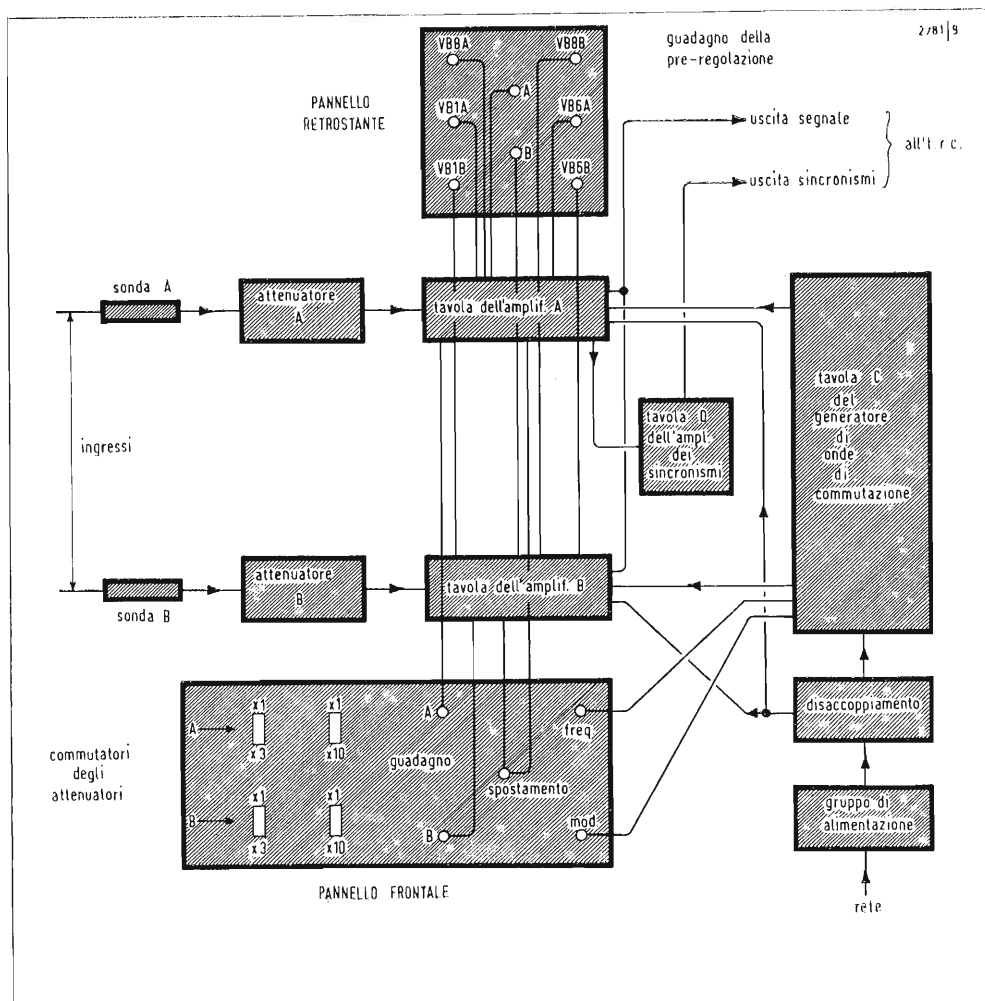 2781|9
guadagno della
pre-regolazione
VB8A
VB8B
A
PANNELLO
RETROSTANTE
VB1A
VB6A
B
VB1B
VB6B
uscita segnale
all't.r.c.
uscita sincronismi
sonda A
attenuatore
A
tavola dell'amplif. A
tavola C
del
generatore
di
onde
di
commutazione
tavola D
dell'ampl.
dei
sincronismi
ingressi
attenuatore
B
tavola dell'amplif. B
sonda B
disaccoppiamento
gruppo di
alimentazione
rete
commutatori
degli
attenuatori
A
x1
x3
x1
x10
A
guadagno
freq.
spostamento
B
x1
x3
x1
x10
B
mod.
PANNELLO FRONTALE